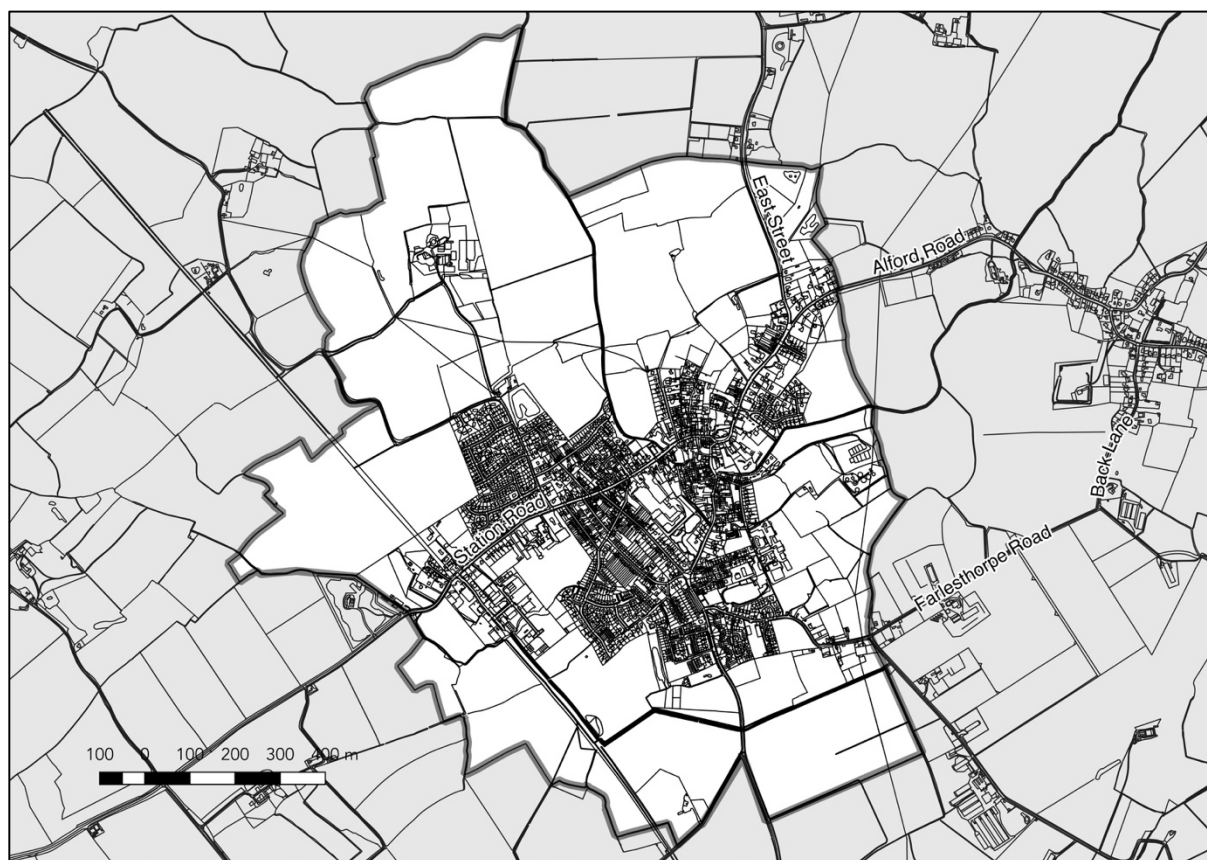 East Street
Alford Road
Back Lane
Station Road
Farlesthorpe Road
100 0 100 200 300 400 m